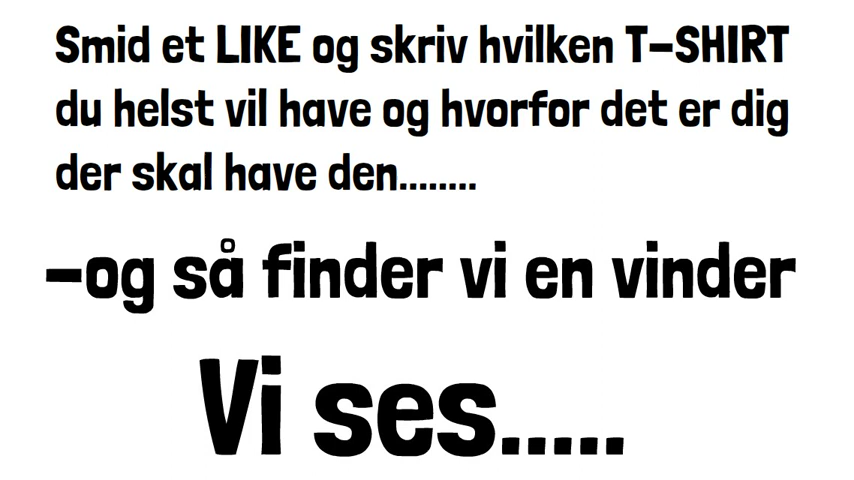 Smid et LIKE og skriv hvilken T-SHIRT
du helst vil have og hvorfor det er dig
der skal have den........
-og så finder vi en vinder
Vi ses.....